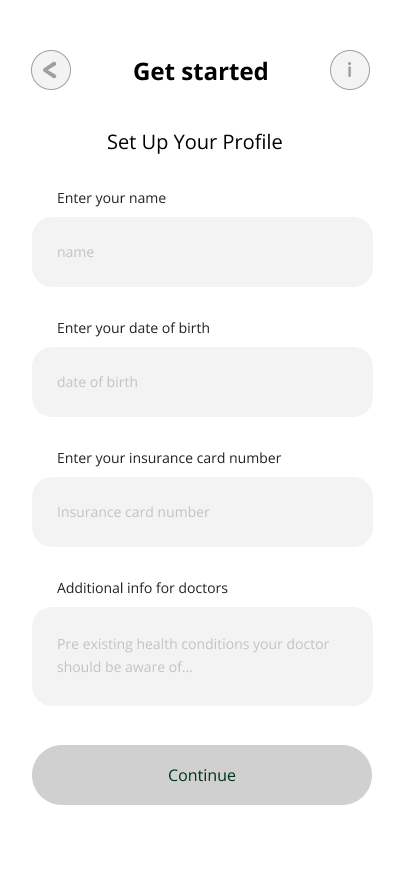 Get started
Set Up Your Profile
Enter your name
name
Enter your date of birth
date of birth
Enter your insurance card number
Insurance card number
Additional info for doctors
Pre existing health conditions your doctor
should be aware of...
Continue